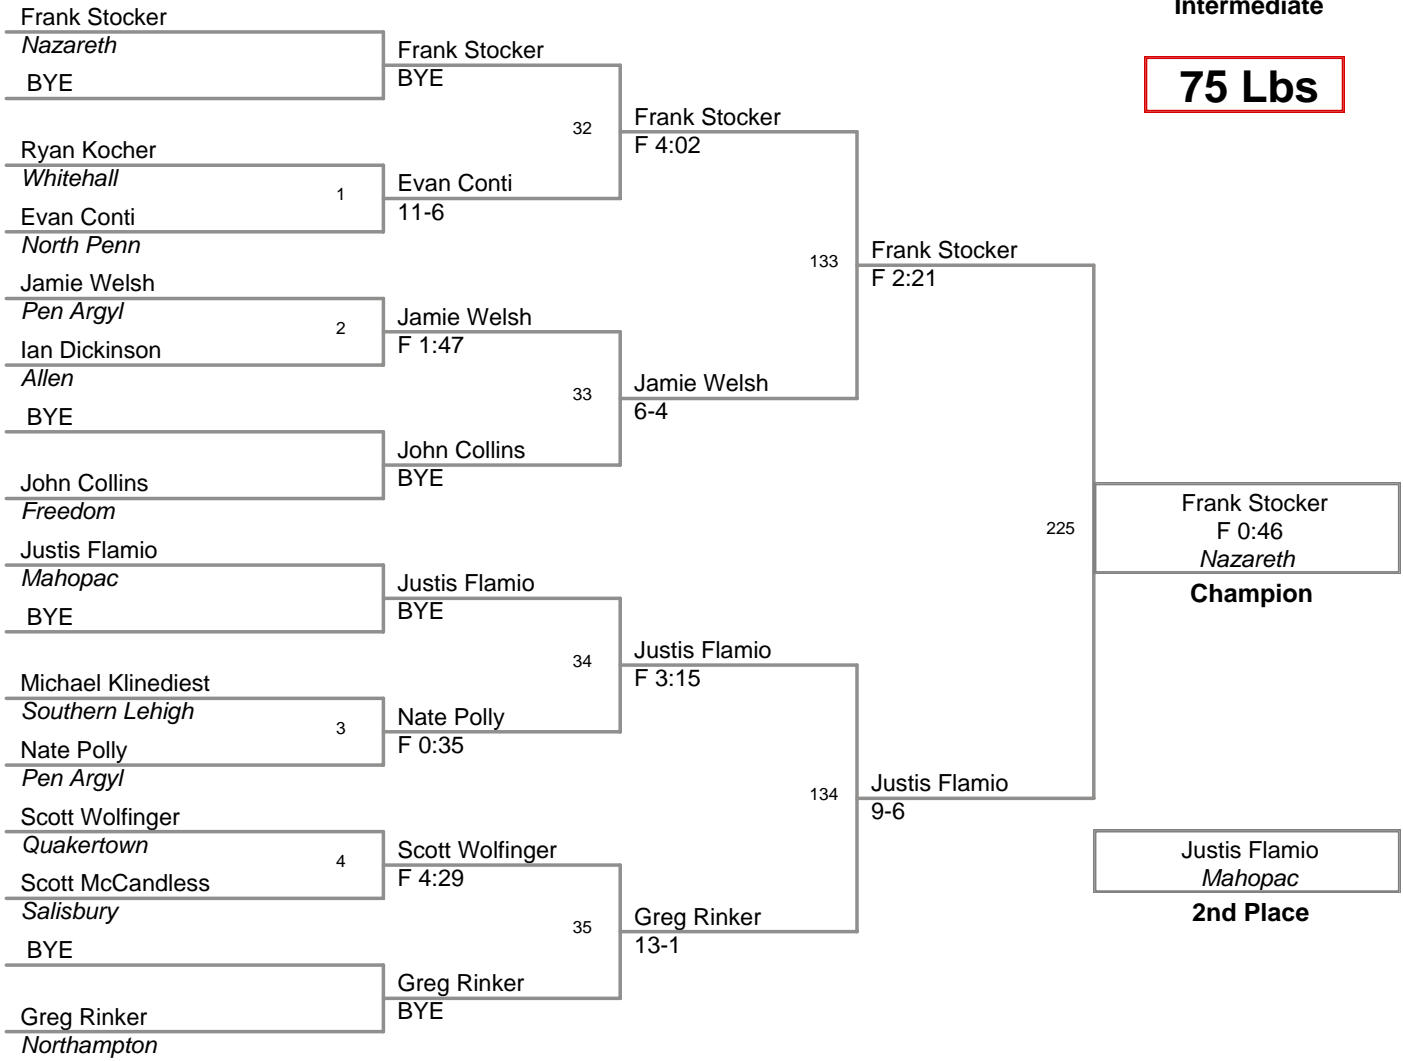 Intermediate
75 Lbs
Frank Stocker
Nazareth
BYE
Ryan Kocher
Whitehall
1
Evan Conti
North Penn
Jamie Welsh
Pen Argyl
2
Ian Dickinson
Allen
BYE
John Collins
Freedom
Justis Flamio
Mahopac
BYE
Michael Klinediest
Southern Lehigh
3
Nate Polly
Pen Argyl
Scott Wolfinger
Quakertown
4
Scott McCandless
Salisbury
BYE
Greg Rinker
Northampton
Frank Stocker
BYE
32
Evan Conti
11-6
Jamie Welsh
F 1:47
33
John Collins
BYE
Justis Flamio
BYE
34
Nate Polly
F 0:35
Scott Wolfinger
F 4:29
35
Greg Rinker
BYE
Frank Stocker
F 4:02
133
Jamie Welsh
6-4
Justis Flamio
F 3:15
134
Greg Rinker
13-1
Frank Stocker
F 2:21
225
Justis Flamio
9-6
Frank Stocker
F 0:46
Nazareth
Champion
Justis Flamio
Mahopac
2nd Place